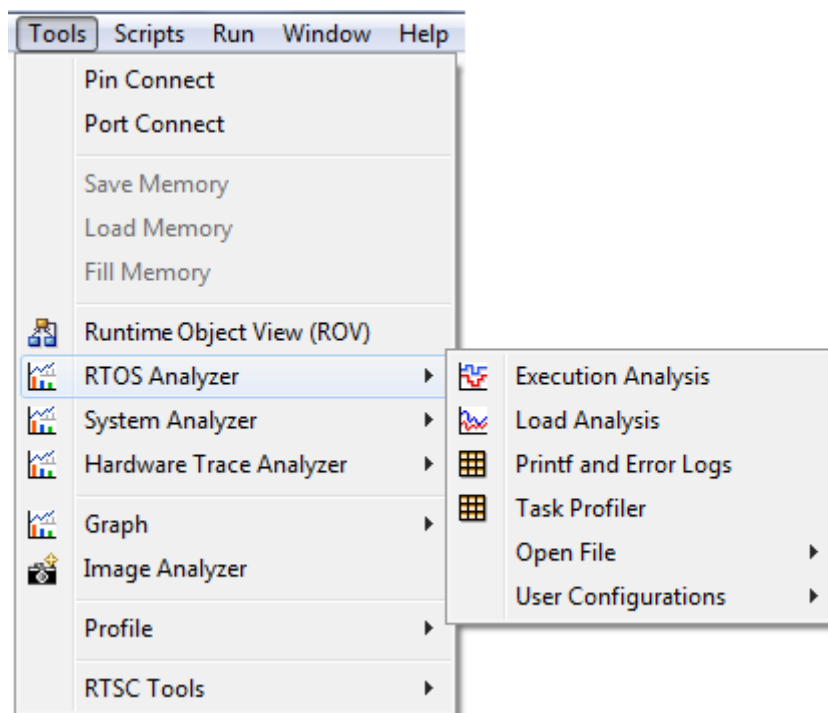 Tools Scripts Run Window Help
Pin Connect
Port Connect
Save Memory
Load Memory
Fill Memory
Runtime Object View (ROV)
RTOS Analyzer
System Analyzer
Hardware Trace Analyzer
Graph
Image Analyzer
Profile
RTSC Tools
Execution Analysis
Load Analysis
Printf and Error Logs
Task Profiler
Open File
User Configurations